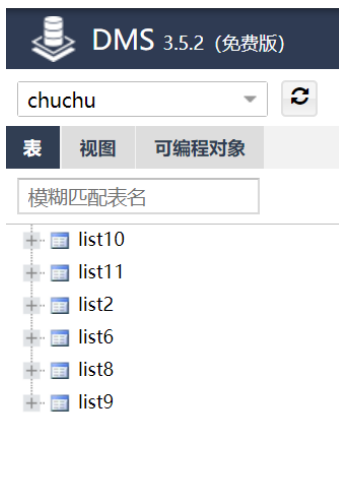 DMS 3.5.2 (免费版)
chuchu
表 视图 可编程对象
模糊匹配表名
list10
list11
list2
list6
list8
list9